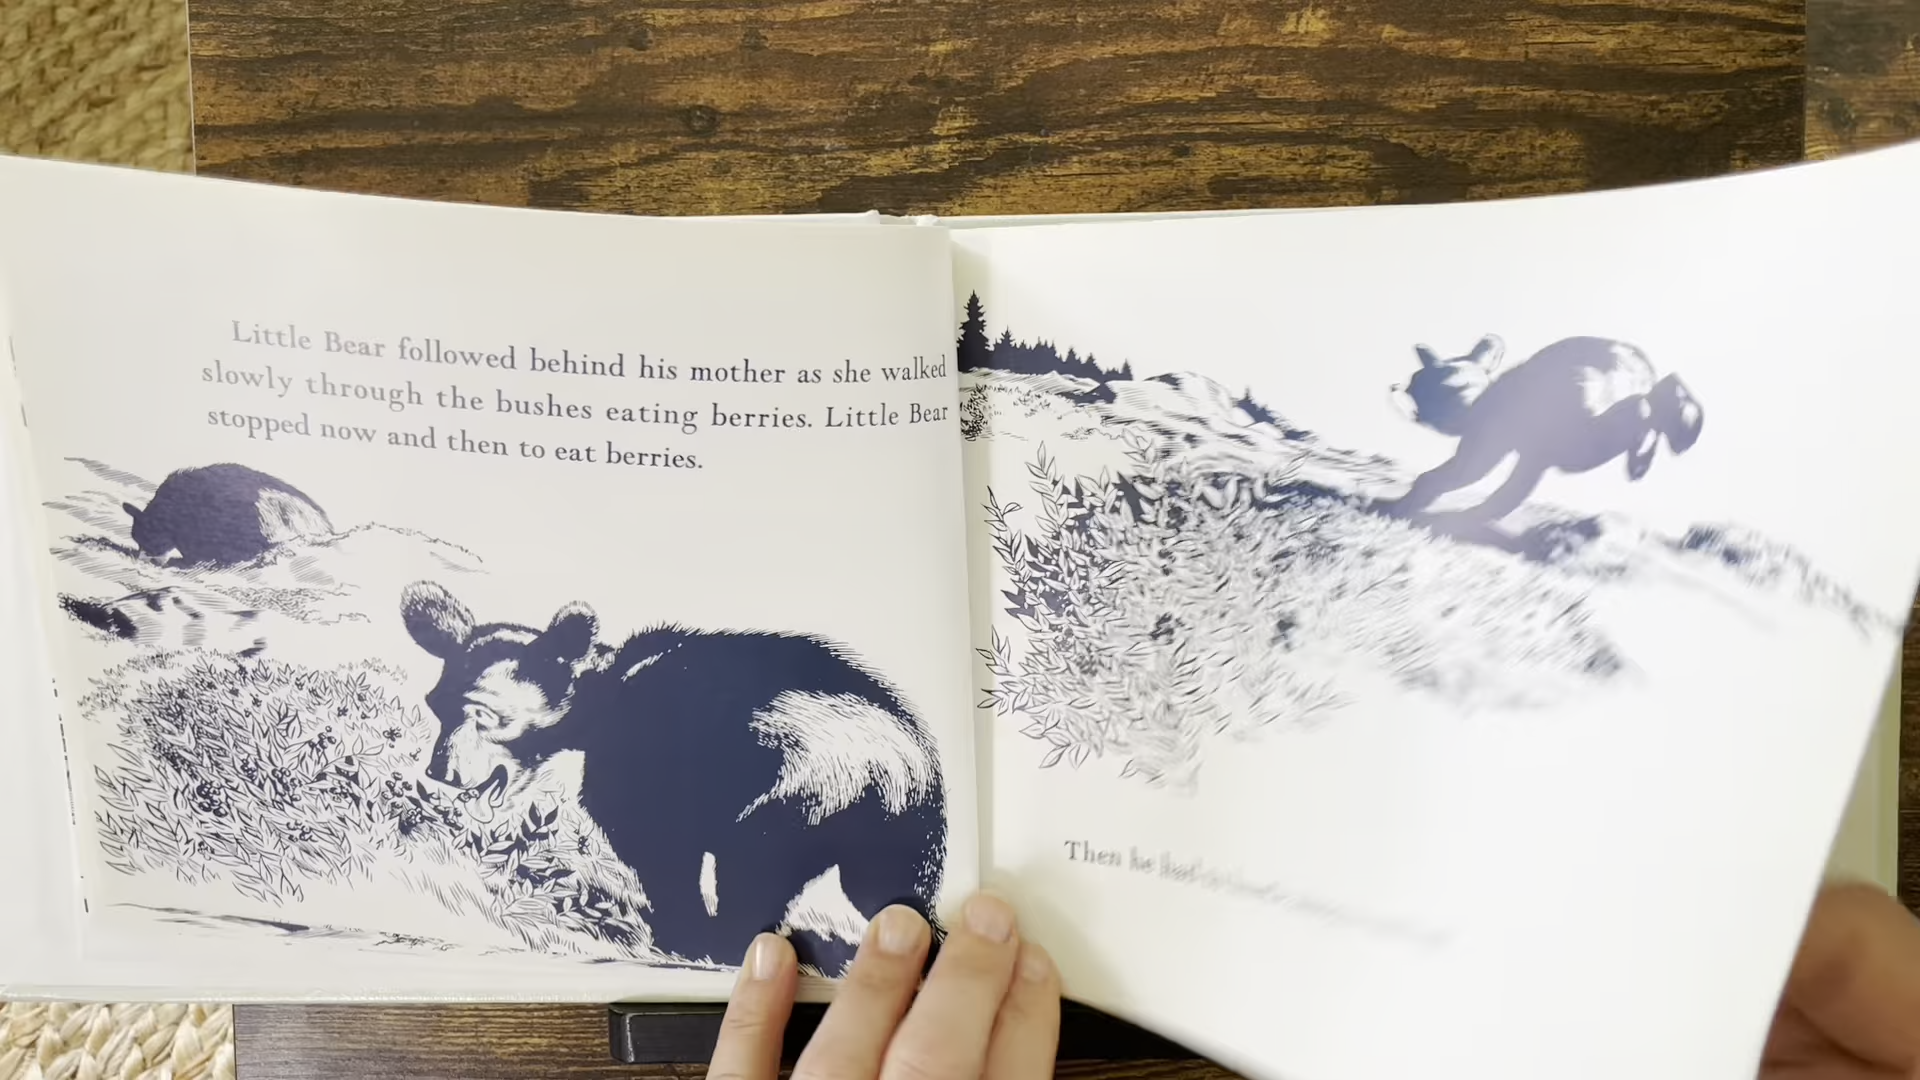 Little Bear followed behind his mother as she walked
slowly through the bushes eating berries. Little Bear
stopped now and then to eat berries.
Then he had to